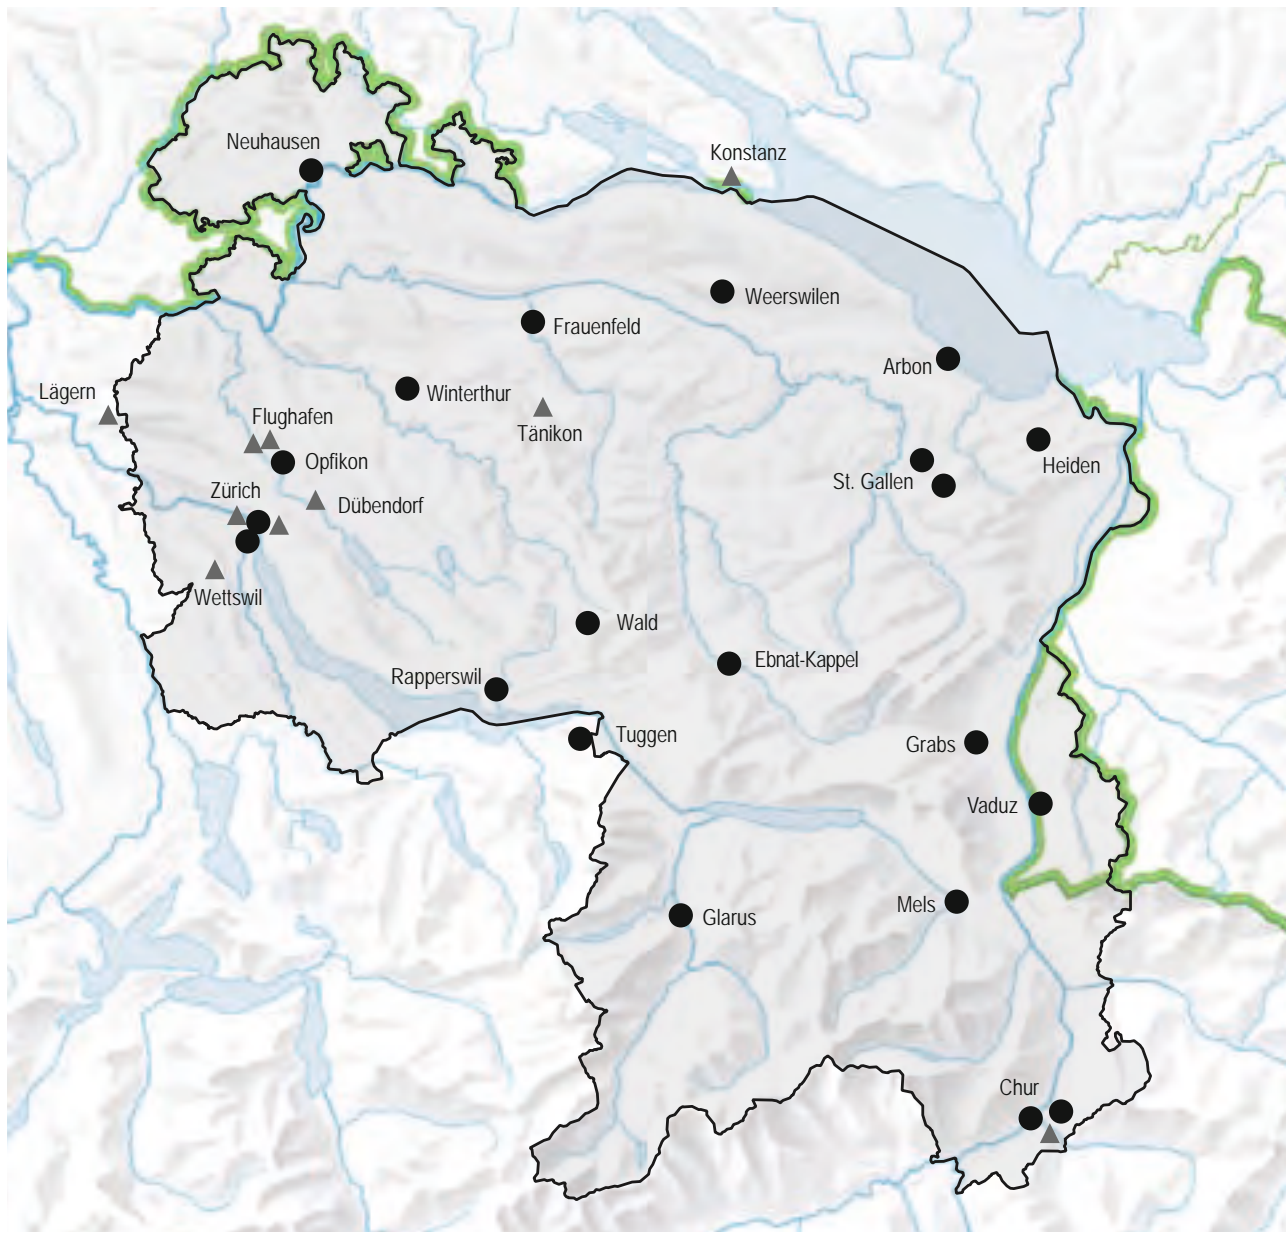 Neuhausen
Konstanz
Weerswilen
Frauenfeld
Arbon
Lägern
Winterthur
Flughafen
Tänikon
Opfikon
Heiden
St. Gallen
Zürich
Dübendorf
Wettswil
Wald
Ebnat-Kappel
Rapperswil
Tuggen
Grabs
Vaduz
Mels
Glarus
Chur